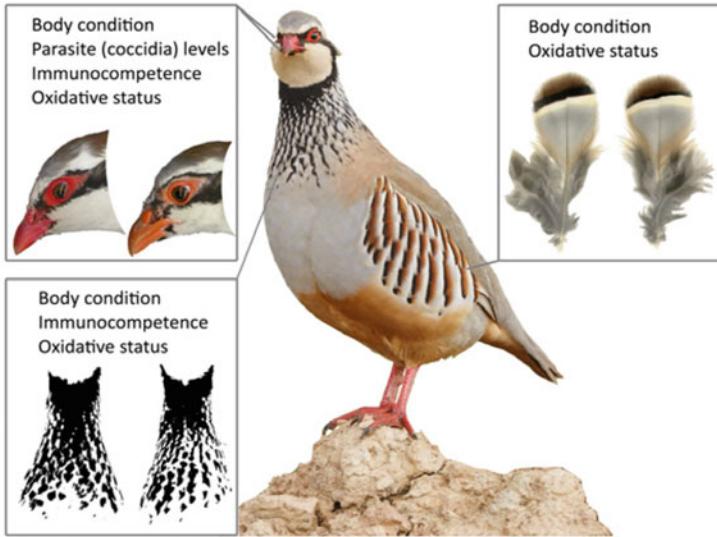 Body condition
Parasite (coccidia) levels
Immunocompetence
Oxidative status
Body condition
Oxidative status
Body condition
Immunocompetence
Oxidative status